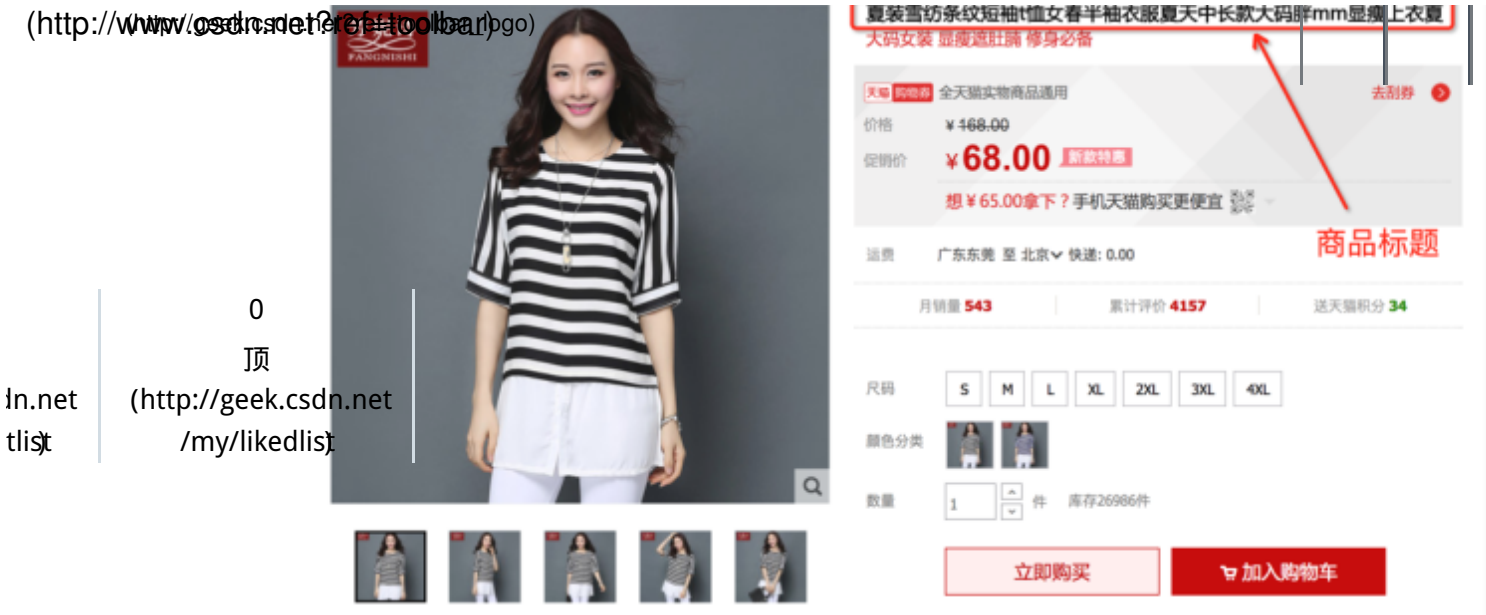 (http://www.csdn.net?ref=toolbar)
(http://geek.csdn.net?ref=toolbar_logo)
FANGNISHI
夏装雪纺条纹短袖t恤女春半袖衣服夏天中长款大码胖mm显瘦上衣夏
大码女装 显瘦遮肚腩 修身必备
天猫 购物券 全天猫实物商品通用 去刮券
价格 ¥168.00
促销价 ¥68.00 新款特惠
想¥65.00拿下?手机天猫购买更便宜
商品标题
运费 广东东莞 至 北京 快递: 0.00
月销量 543 累计评价 4157 送天猫积分 34
0
顶
dn.net (http://geek.csdn.net
tlist) /my/likedlist)
尺码 S M L XL 2XL 3XL 4XL
颜色分类
数量 1 件 库存26986件
立即购买 加入购物车